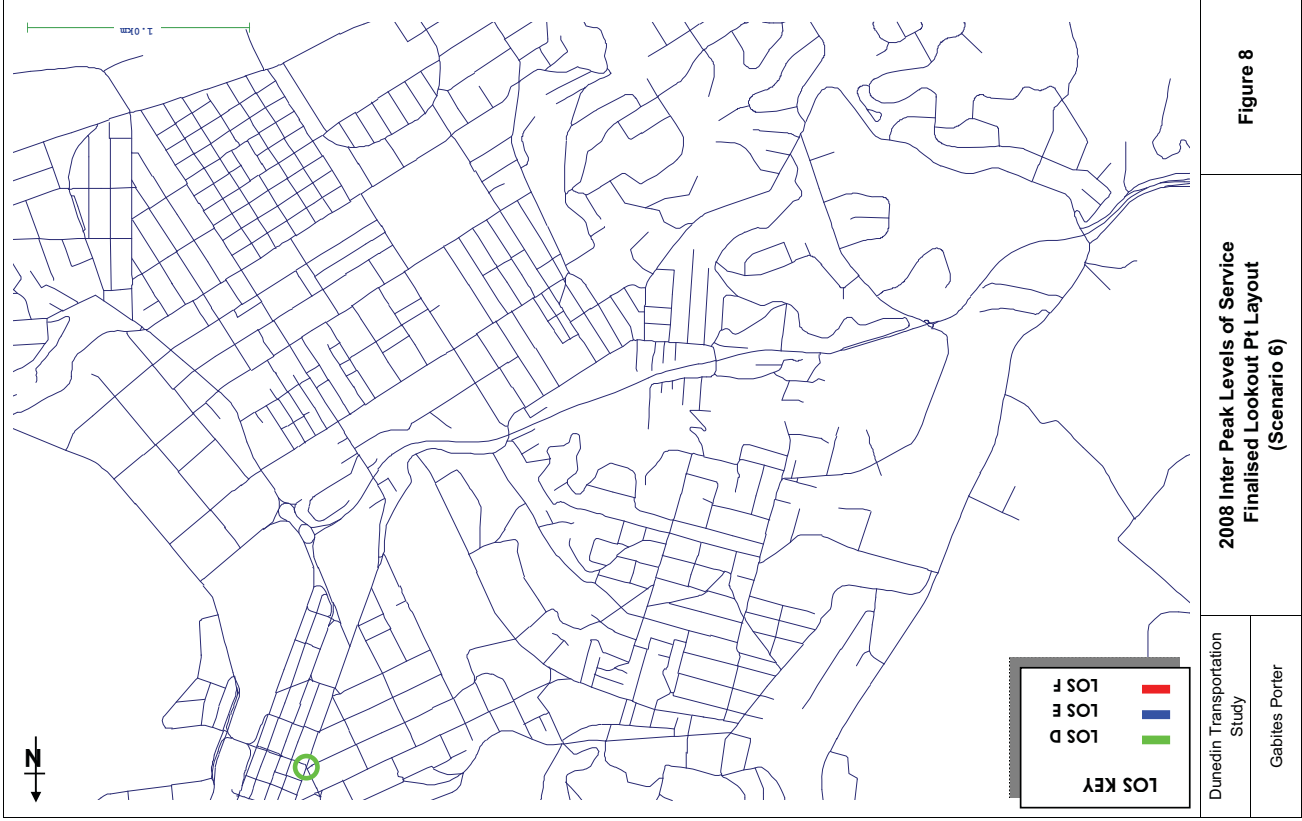 1.0km
N
LOS KEY
LOS D
LOS E
LOS F
Dunedin Transportation
Study
Gabites Porter
2008 Inter Peak Levels of Service
Finalised Lookout Pt Layout
(Scenario 6)
Figure 8